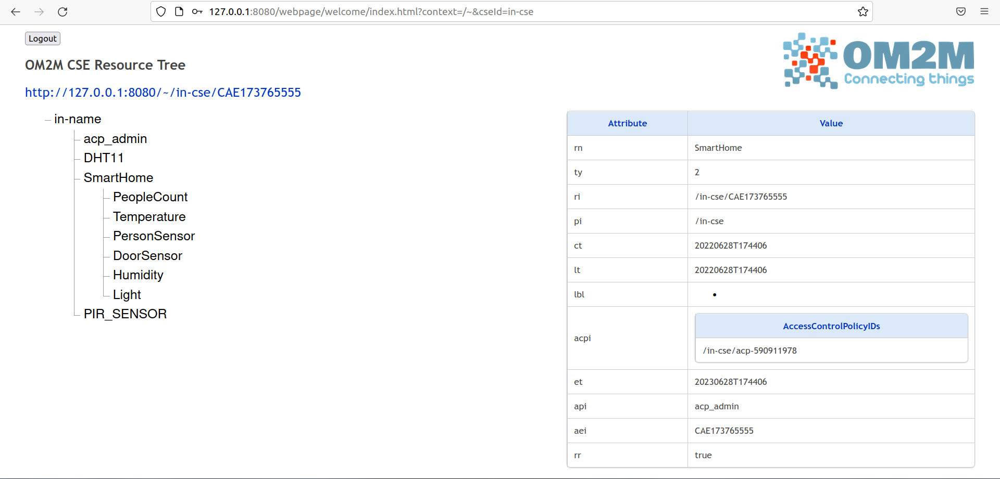 127.0.0.1:8080/webpage/welcome/index.html?context=/~&cseId=in-cse
Logout
OM2M
Connecting things
OM2M CSE Resource Tree
http://127.0.0.1:8080/~/in-cse/CAE173765555
in-name
acp_admin
DHT11
SmartHome
PeopleCount
Temperature
PersonSensor
DoorSensor
Humidity
Light
PIR_SENSOR
Attribute Value
rn SmartHome
ty 2
ri /in-cse/CAE173765555
pi /in-cse
ct 20220628T174406
lt 20220628T174406
lbl •
acpi AccessControlPolicyIDs
/in-cse/acp-590911978
et 20230628T174406
api acp_admin
aei CAE173765555
rr true